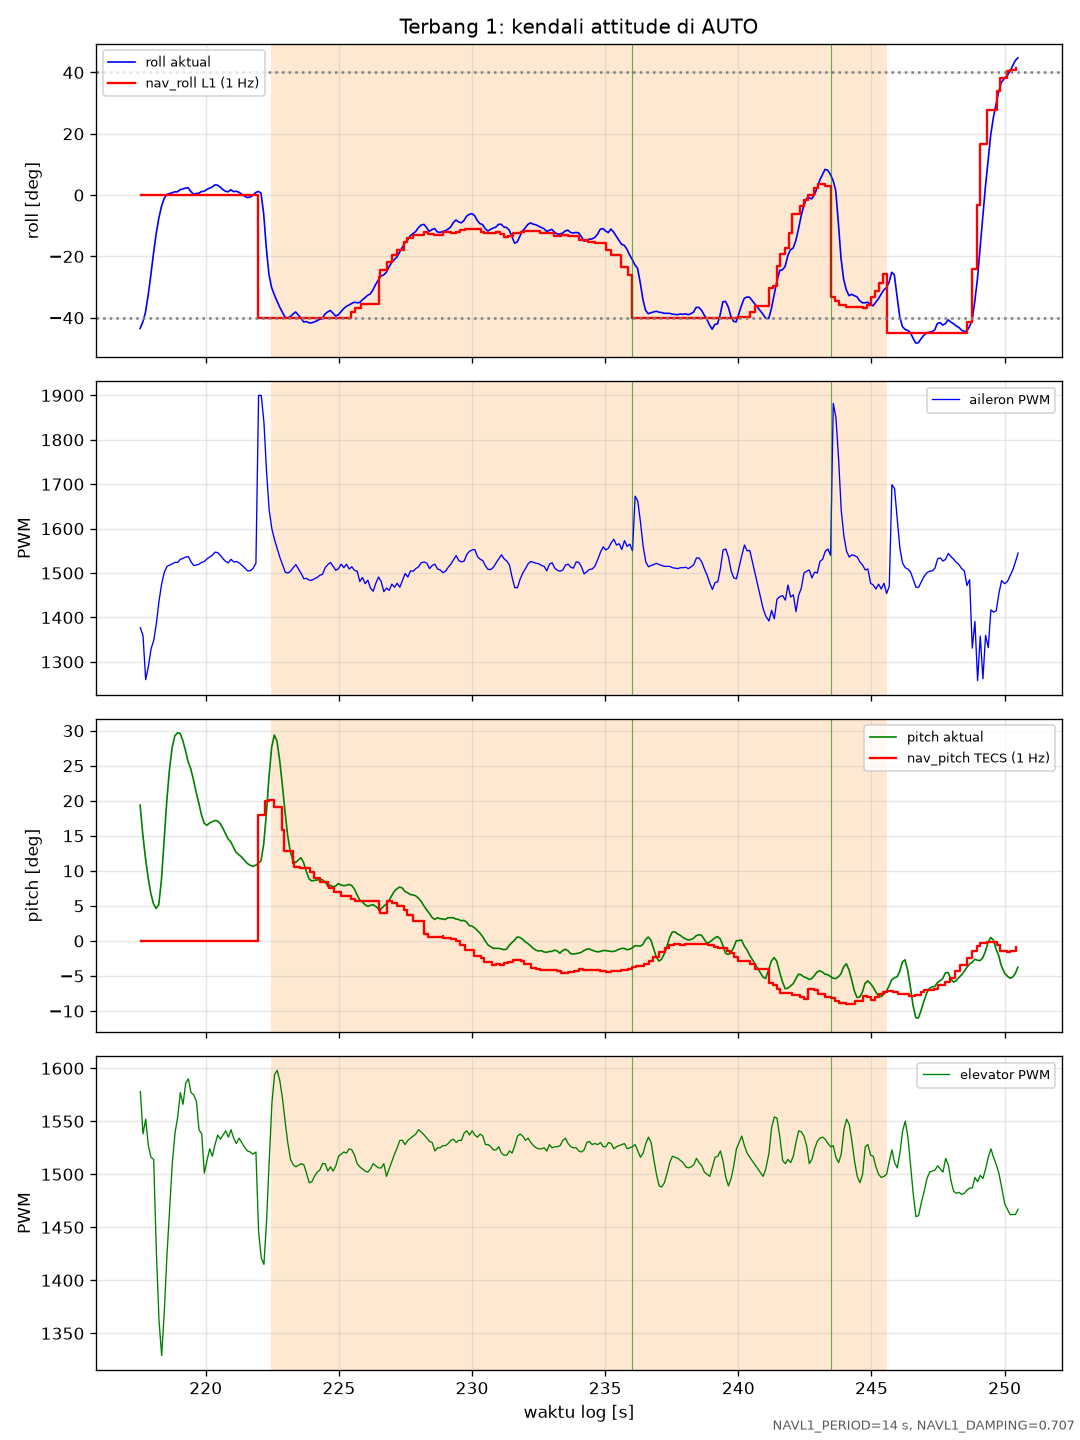 Terbang 1: kendali attitude di AUTO
roll aktual
nav_roll L1 (1 Hz)
roll [deg]
40
20
0
−20
−40
aileron PWM
PWM
1900
1800
1700
1600
1500
1400
1300
pitch aktual
nav_pitch TECS (1 Hz)
pitch [deg]
30
25
20
15
10
5
0
−5
−10
elevator PWM
PWM
1600
1550
1500
1450
1400
1350
220 225 230 235 240 245 250
waktu log [s]
NAVL1_PERIOD=14 s, NAVL1_DAMPING=0.707